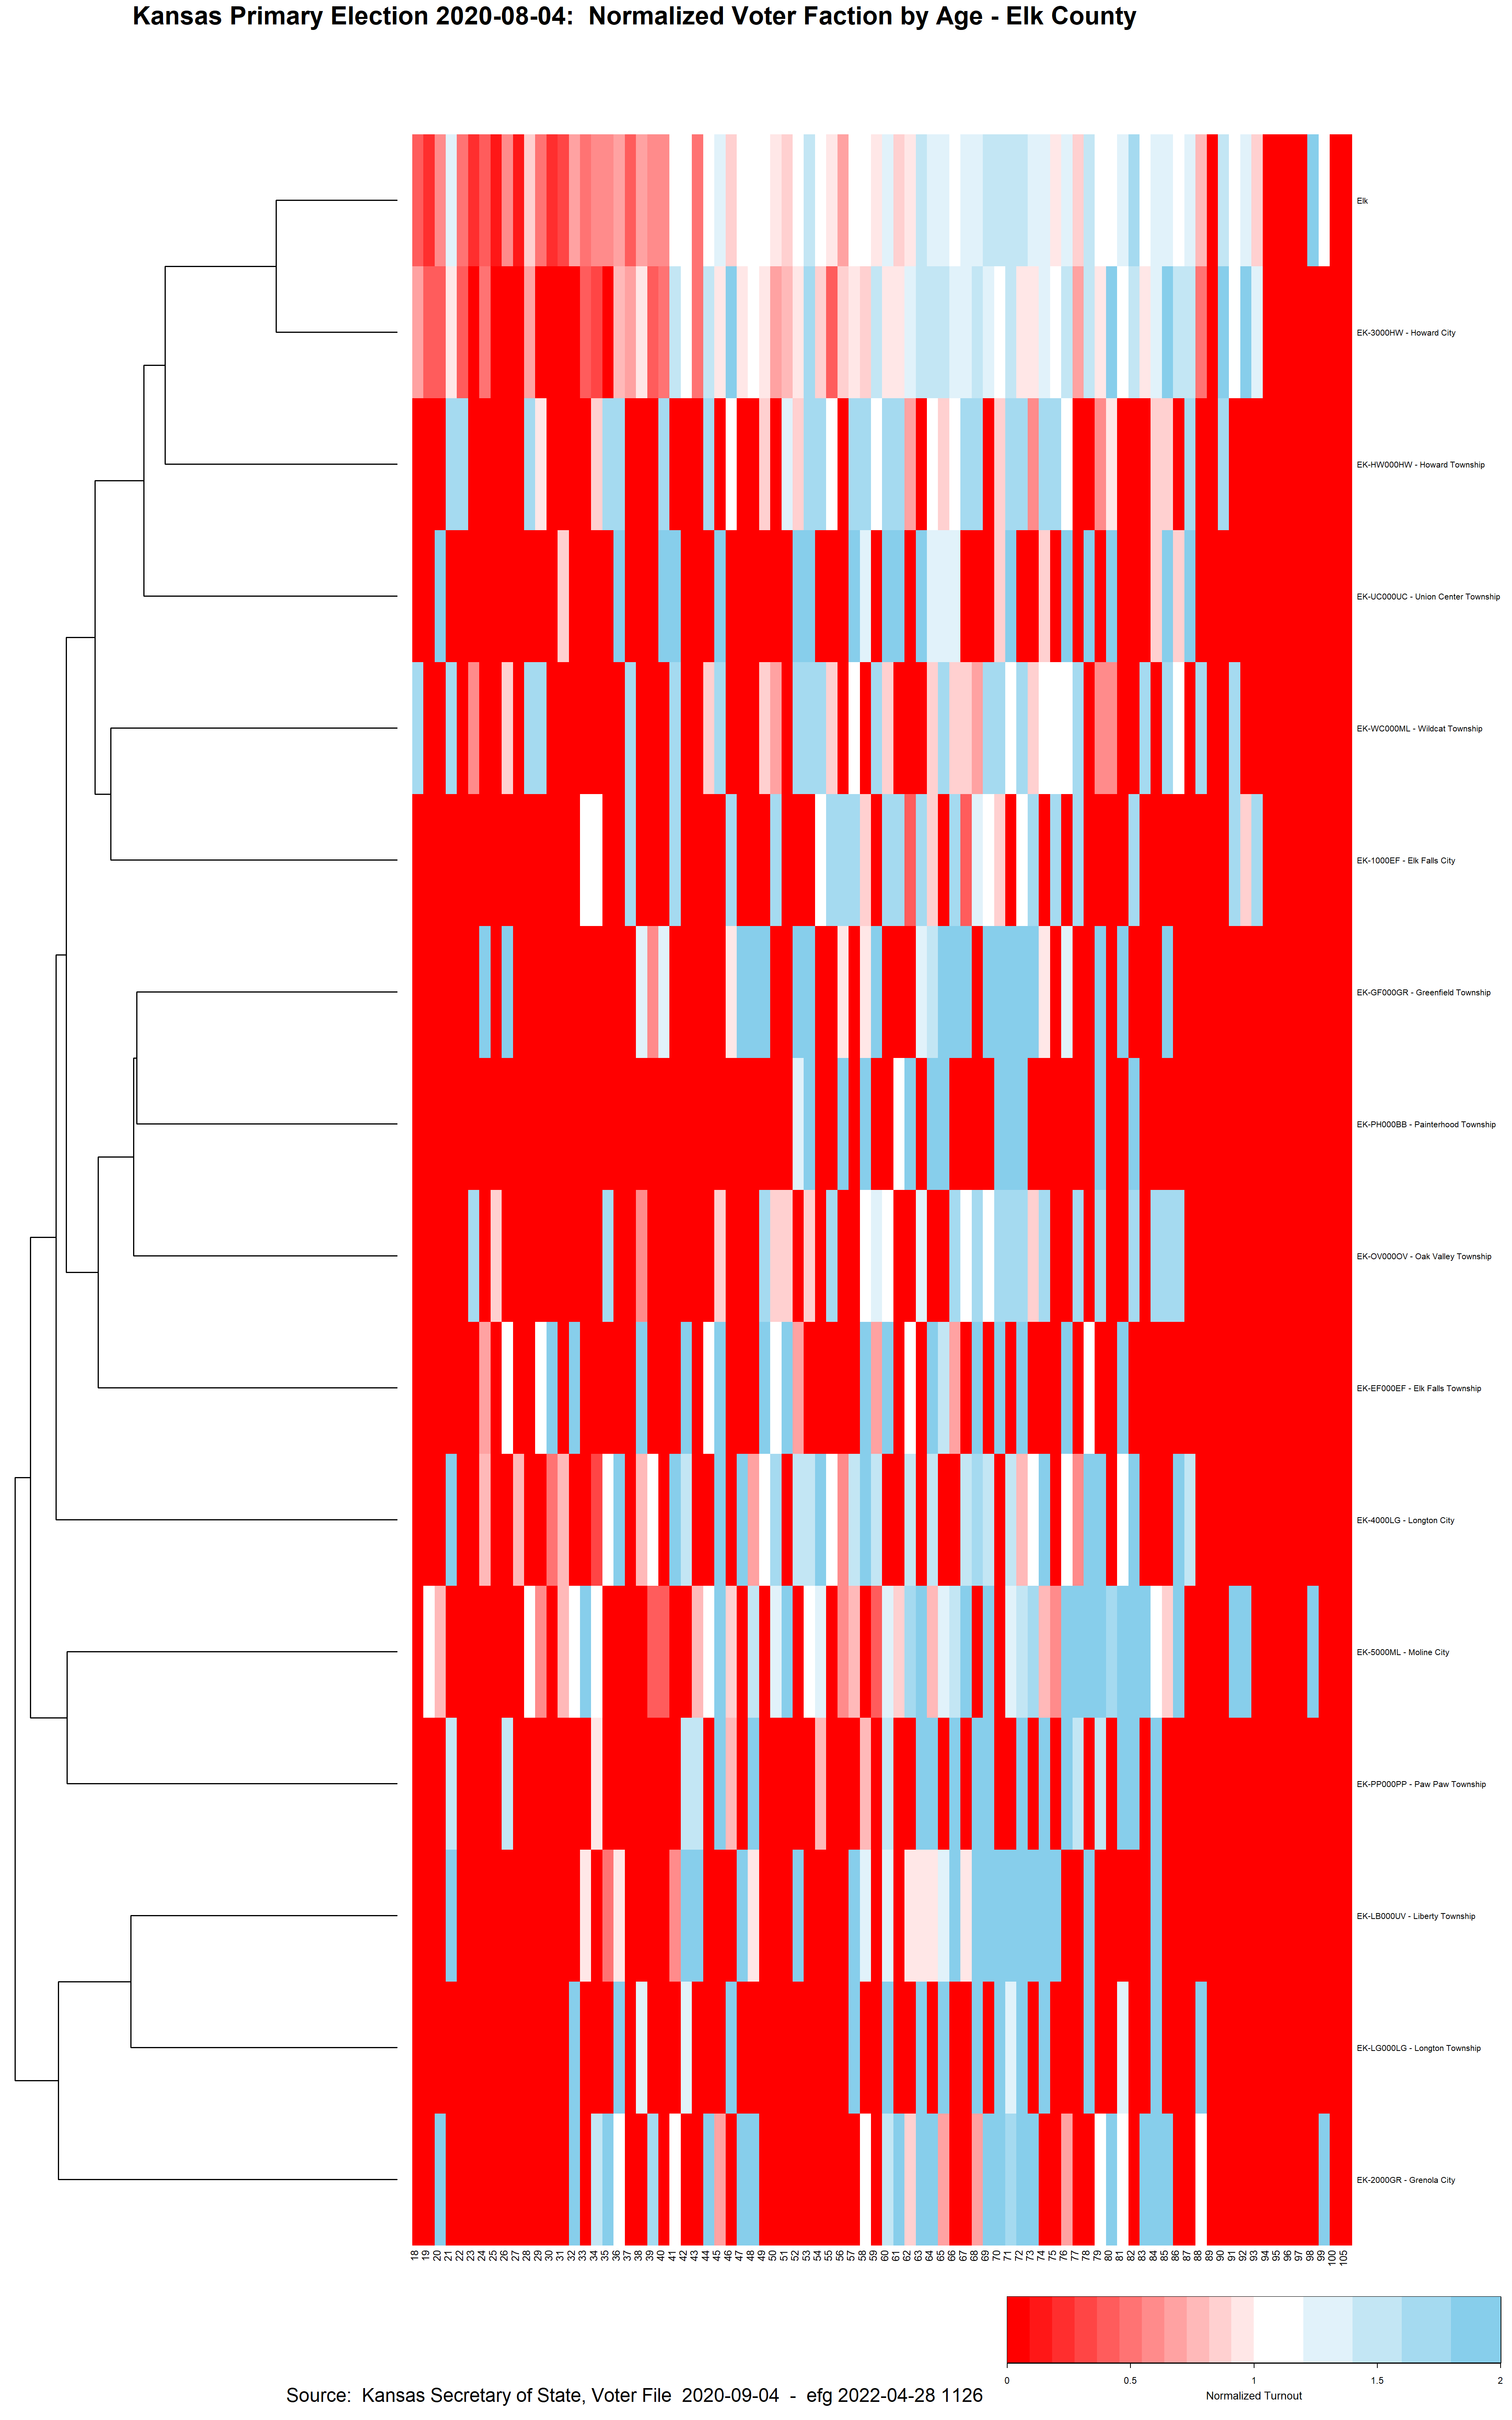 Kansas Primary Election 2020-08-04:  Normalized Voter Faction by Age - Elk County
Elk
EK-3000HW - Howard City
EK-HW000HW - Howard Township
EK-UC000UC - Union Center Township
EK-WC000ML - Wildcat Township
EK-1000EF - Elk Falls City
EK-GF000GR - Greenfield Township
EK-PH000BB - Painterhood Township
EK-OV000OV - Oak Valley Township
EK-EF000EF - Elk Falls Township
EK-4000LG - Longton City
EK-5000ML - Moline City
EK-PP000PP - Paw Paw Township
EK-LB000UV - Liberty Township
EK-LG000LG - Longton Township
EK-2000GR - Grenola City
18 19 20 21 22 23 24 25 26 27 28 29 30 31 32 33 34 35 36 37 38 39 40 41 42 43 44 45 46 47 48 49 50 51 52 53 54 55 56 57 58 59 60 61 62 63 64 65 66 67 68 69 70 71 72 73 74 75 76 77 78 79 80 81 82 83 84 85 86 87 88 89 90 91 92 93 94 95 96 97 98 99 100 105
0 0.5 1 1.5 2
Normalized Turnout
Source:  Kansas Secretary of State, Voter File  2020-09-04  -  efg 2022-04-28 1126